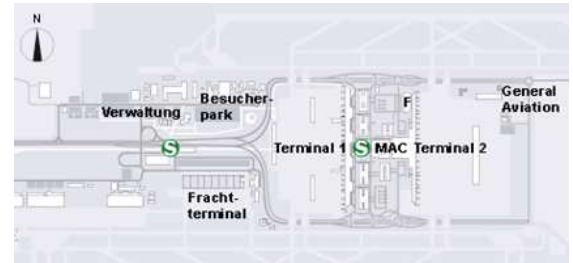 N
Verwaltung
Besucher-
park
F
General
Aviation
S
Terminal 1
S
MAC
Terminal 2
Fracht-
terminal